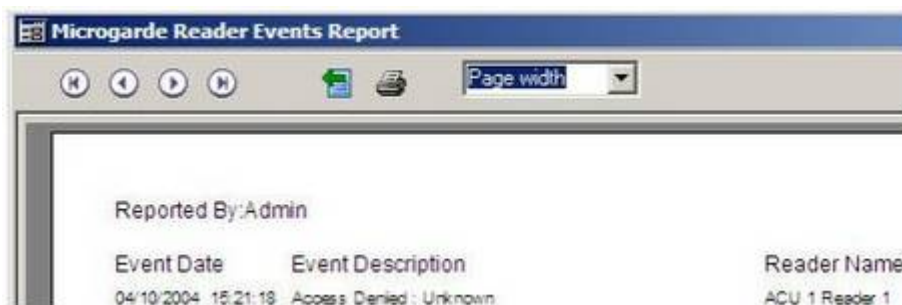 Microgarde Reader Events Report
Page width
Reported By:Admin
Event Date Event Description Reader Name
04/10/2004 15:21:18 Access Denied : Unknown ACU 1 Reader 1